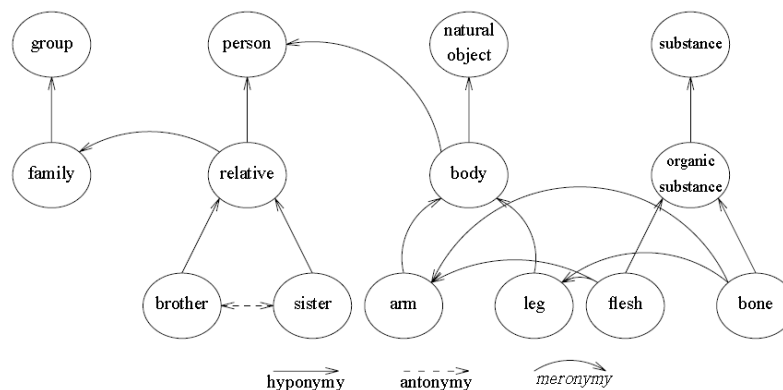 group
person
natural
object
substance
family
relative
body
organic
substance
brother
sister
arm
leg
flesh
bone
hyponymy
antonymy
meronymy